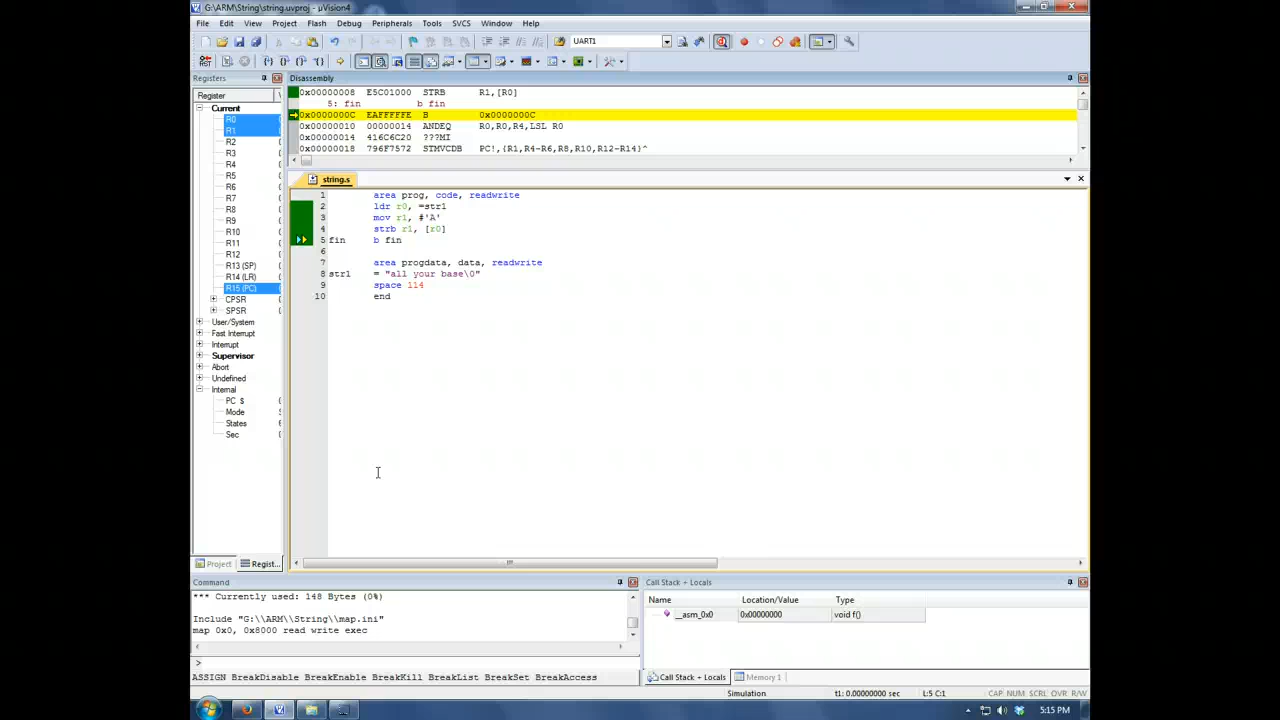 G:\ARM\String\string.uvproj - µVision4
File Edit View Project Flash Debug Peripherals Tools SVCS Window Help
UART1
Registers
Disassembly
Register
0x00000008 E5C01000 STRB R1,[R0]
5: fin b fin
0x0000000C EAFFFFFE B 0x0000000C
0x00000010 00000014 ANDEQ R0,R0,R4,LSL R0
0x00000014 416C6C20 ???MI
0x00000018 796F7572 STMVCDB PC!,{R1,R4-R6,R8,R10,R12-R14}^
Current
R0
R1
R2
R3
R4
R5
R6
R7
R8
R9
R10
R11
R12
R13 (SP)
R14 (LR)
R15 (PC)
CPSR
SPSR
User/System
Fast Interrupt
Interrupt
Supervisor
Abort
Undefined
Internal
PC $
Mode
States
Sec
string.s
1 area prog, code, readwrite
2 ldr r0, =str1
3 mov r1, #'A'
4 strb r1, [r0]
5 fin b fin
6
7 area progdata, data, readwrite
8 str1 = "all your base\0"
9 space 114
10 end
Project Regist...
Command
*** Currently used: 148 Bytes (0%)
Include "G:\\ARM\\String\\map.ini"
map 0x0, 0x8000 read write exec
>
ASSIGN BreakDisable BreakEnable BreakKill BreakList BreakSet BreakAccess
Call Stack + Locals
Name Location/Value Type
__asm_0x0 0x00000000 void f()
Call Stack + Locals Memory 1
Simulation t1: 0.00000000 sec L:5 C:1 CAP NUM SCRL OVR R/W
5:15 PM